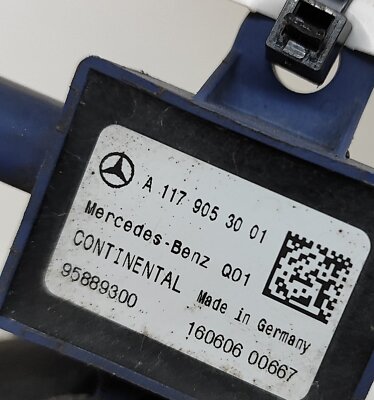 A 117 905 30 01
Mercedes-Benz Q01
CONTINENTAL Made in Germany
95889300 160606 00667